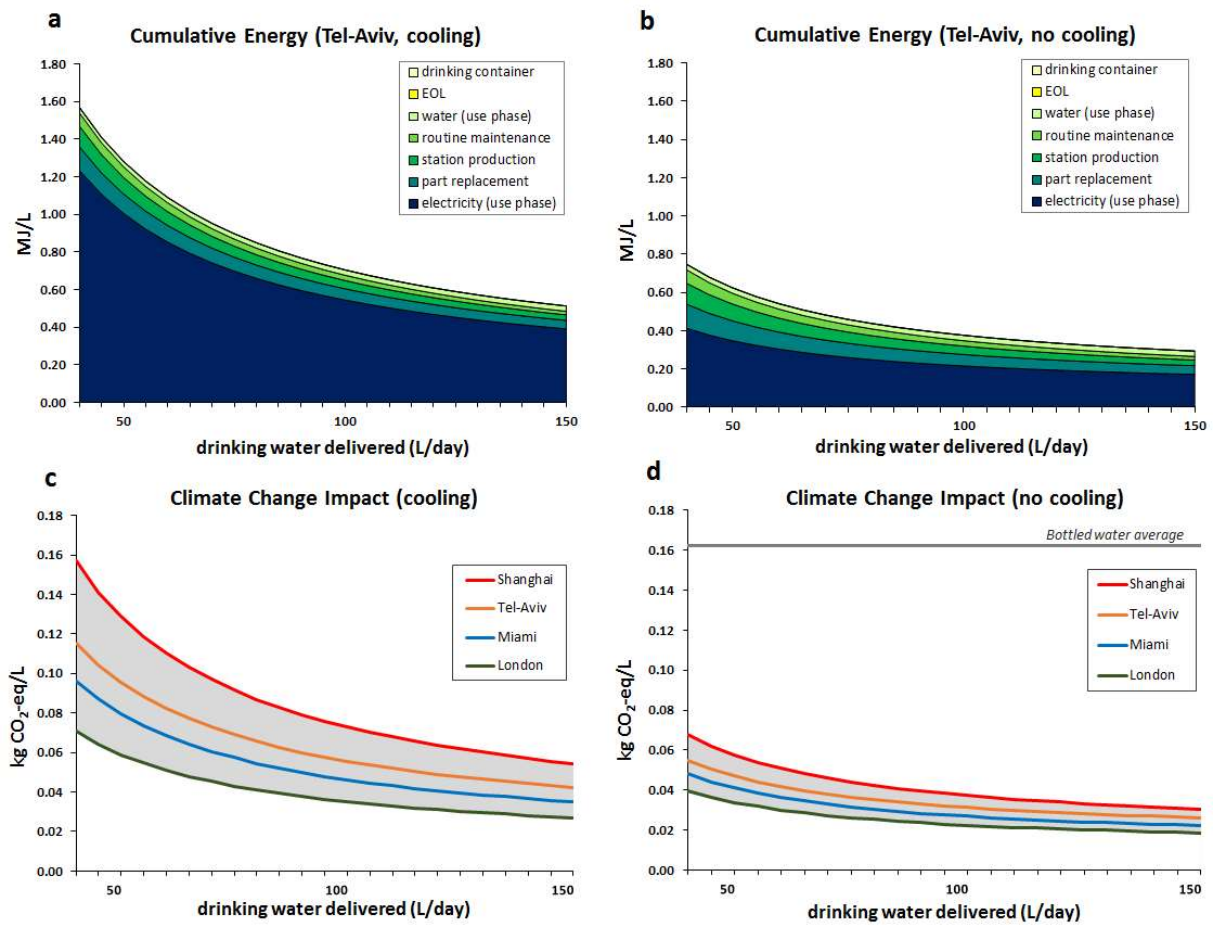 a
Cumulative Energy (Tel-Aviv, cooling)
1.80
1.60
1.40
1.20
1.00
0.80
0.60
0.40
0.20
0.00
MJ/L
drinking container
EOL
water (use phase)
routine maintenance
station production
part replacement
electricity (use phase)
50
100
150
drinking water delivered (L/day)
b
Cumulative Energy (Tel-Aviv, no cooling)
1.80
1.60
1.40
1.20
1.00
0.80
0.60
0.40
0.20
0.00
MJ/L
drinking container
EOL
water (use phase)
routine maintenance
station production
part replacement
electricity (use phase)
50
100
150
drinking water delivered (L/day)
c
Climate Change Impact (cooling)
0.18
0.16
0.14
0.12
0.10
0.08
0.06
0.04
0.02
0.00
kg CO₂-eq/L
Shanghai
Tel-Aviv
Miami
London
50
100
150
drinking water delivered (L/day)
d
Climate Change Impact (no cooling)
0.18
0.16
0.14
0.12
0.10
0.08
0.06
0.04
0.02
0.00
kg CO₂-eq/L
Bottled water average
Shanghai
Tel-Aviv
Miami
London
50
100
150
drinking water delivered (L/day)